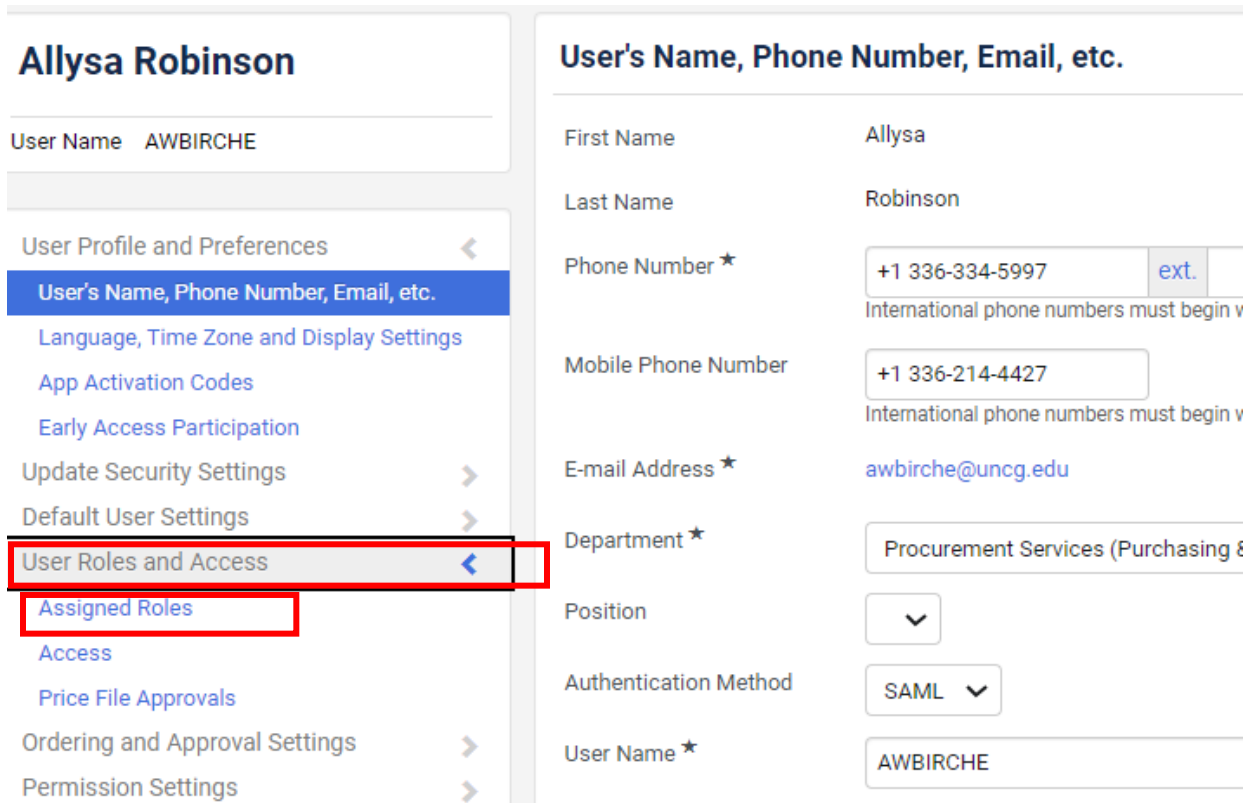 Allysa Robinson
User Name AWBIRCHE
User Profile and Preferences
User's Name, Phone Number, Email, etc.
Language, Time Zone and Display Settings
App Activation Codes
Early Access Participation
Update Security Settings
Default User Settings
User Roles and Access
Assigned Roles
Access
Price File Approvals
Ordering and Approval Settings
Permission Settings
User's Name, Phone Number, Email, etc.
First Name Allysa
Last Name Robinson
Phone Number ★ +1 336-334-5997 ext.
International phone numbers must begin
Mobile Phone Number +1 336-214-4427
International phone numbers must begin
E-mail Address ★ awbirche@uncg.edu
Department ★ Procurement Services (Purchasing &
Position
Authentication Method SAML
User Name ★ AWBIRCHE